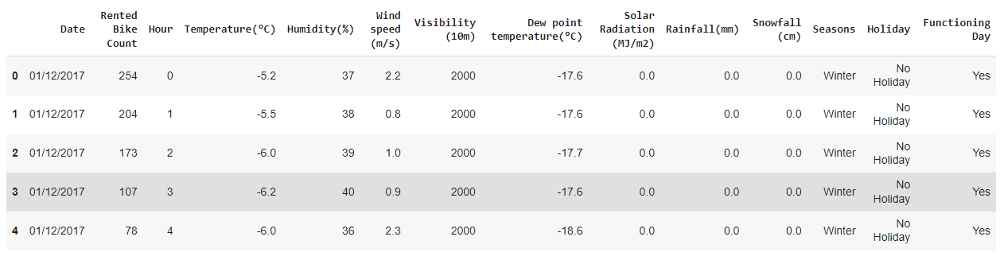 Date Rented Bike Count Hour Temperature(°C) Humidity(%) Wind speed (m/s) Visibility (10m) Dew point temperature(°C) Solar Radiation (MJ/m2) Rainfall(mm) Snowfall (cm) Seasons Holiday Functioning Day
0 01/12/2017 254 0 -5.2 37 2.2 2000 -17.6 0.0 0.0 0.0 Winter No Holiday Yes
1 01/12/2017 204 1 -5.5 38 0.8 2000 -17.6 0.0 0.0 0.0 Winter No Holiday Yes
2 01/12/2017 173 2 -6.0 39 1.0 2000 -17.7 0.0 0.0 0.0 Winter No Holiday Yes
3 01/12/2017 107 3 -6.2 40 0.9 2000 -17.6 0.0 0.0 0.0 Winter No Holiday Yes
4 01/12/2017 78 4 -6.0 36 2.3 2000 -18.6 0.0 0.0 0.0 Winter No Holiday Yes